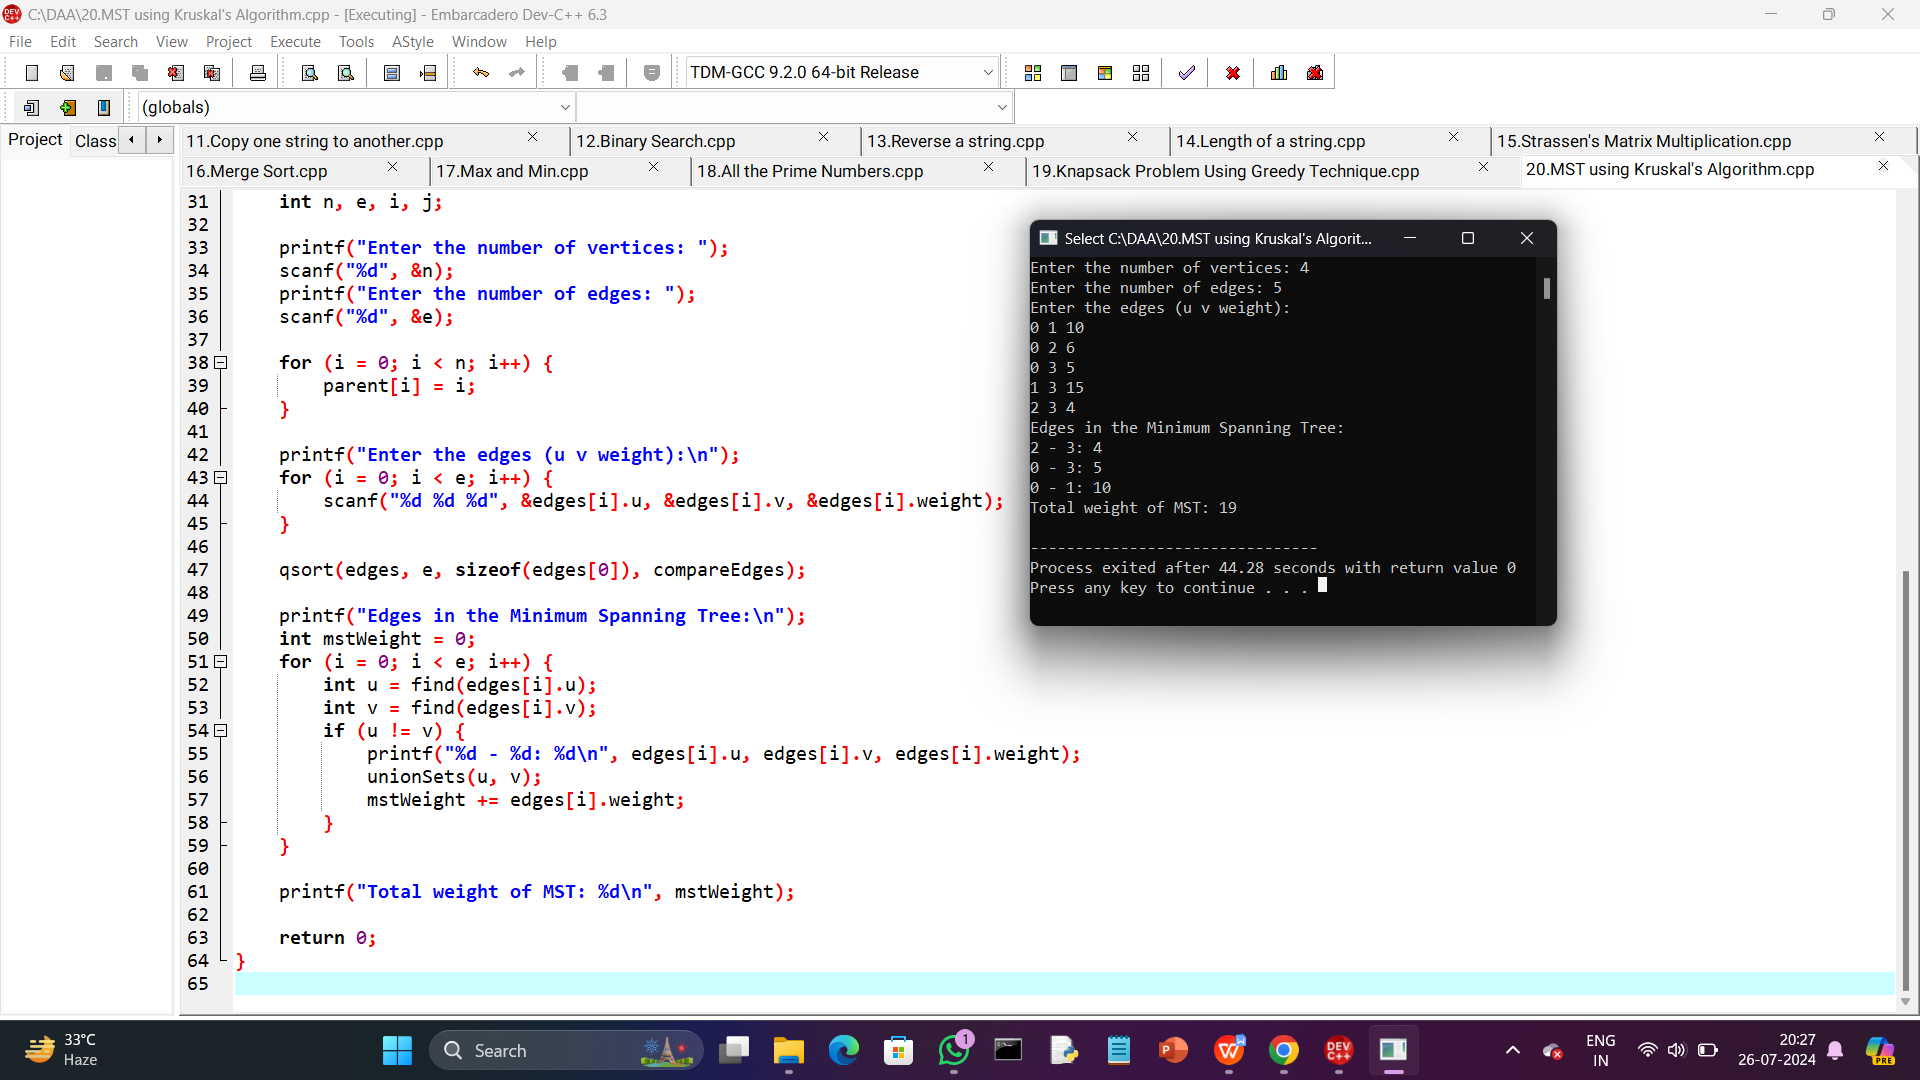 C:\DAA\20.MST using Kruskal's Algorithm.cpp - [Executing] - Embarcadero Dev-C++ 6.3
File Edit Search View Project Execute Tools AStyle Window Help
TDM-GCC 9.2.0 64-bit Release
(globals)
Project Class
11.Copy one string to another.cpp 12.Binary Search.cpp 13.Reverse a string.cpp 14.Length of a string.cpp 15.Strassen's Matrix Multiplication.cpp
16.Merge Sort.cpp 17.Max and Min.cpp 18.All the Prime Numbers.cpp 19.Knapsack Problem Using Greedy Technique.cpp 20.MST using Kruskal's Algorithm.cpp
31 int n, e, i, j;
32
33 printf("Enter the number of vertices: ");
34 scanf("%d", &n);
35 printf("Enter the number of edges: ");
36 scanf("%d", &e);
37
38 for (i = 0; i < n; i++) {
39 parent[i] = i;
40 }
41
42 printf("Enter the edges (u v weight):\n");
43 for (i = 0; i < e; i++) {
44 scanf("%d %d %d", &edges[i].u, &edges[i].v, &edges[i].weight);
45 }
46
47 qsort(edges, e, sizeof(edges[0]), compareEdges);
48
49 printf("Edges in the Minimum Spanning Tree:\n");
50 int mstWeight = 0;
51 for (i = 0; i < e; i++) {
52 int u = find(edges[i].u);
53 int v = find(edges[i].v);
54 if (u != v) {
55 printf("%d - %d: %d\n", edges[i].u, edges[i].v, edges[i].weight);
56 unionSets(u, v);
57 mstWeight += edges[i].weight;
58 }
59 }
60
61 printf("Total weight of MST: %d\n", mstWeight);
62
63 return 0;
64 }
65
Select C:\DAA\20.MST using Kruskal's Algorit...
Enter the number of vertices: 4
Enter the number of edges: 5
Enter the edges (u v weight):
0 1 10
0 2 6
0 3 5
1 3 15
2 3 4
Edges in the Minimum Spanning Tree:
2 - 3: 4
0 - 3: 5
0 - 1: 10
Total weight of MST: 19
--------------------------------
Process exited after 44.28 seconds with return value 0
Press any key to continue . . .
33°C
Haze
Search
1
DEV C++
ENG
IN
20:27
26-07-2024
PRE